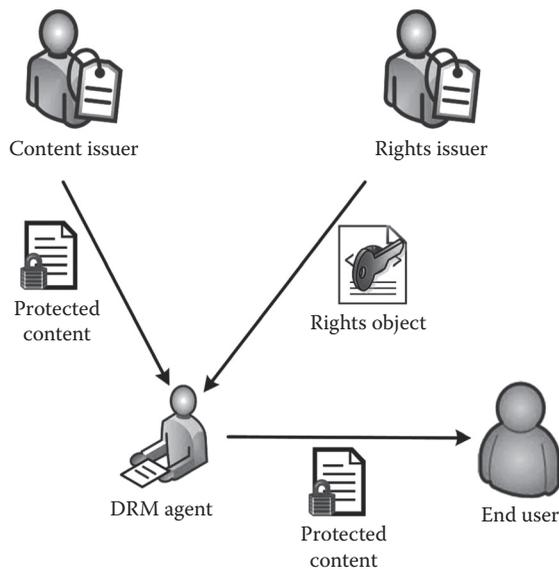 Content issuer
Rights issuer
Protected
content
Rights object
DRM agent
Protected
content
End user